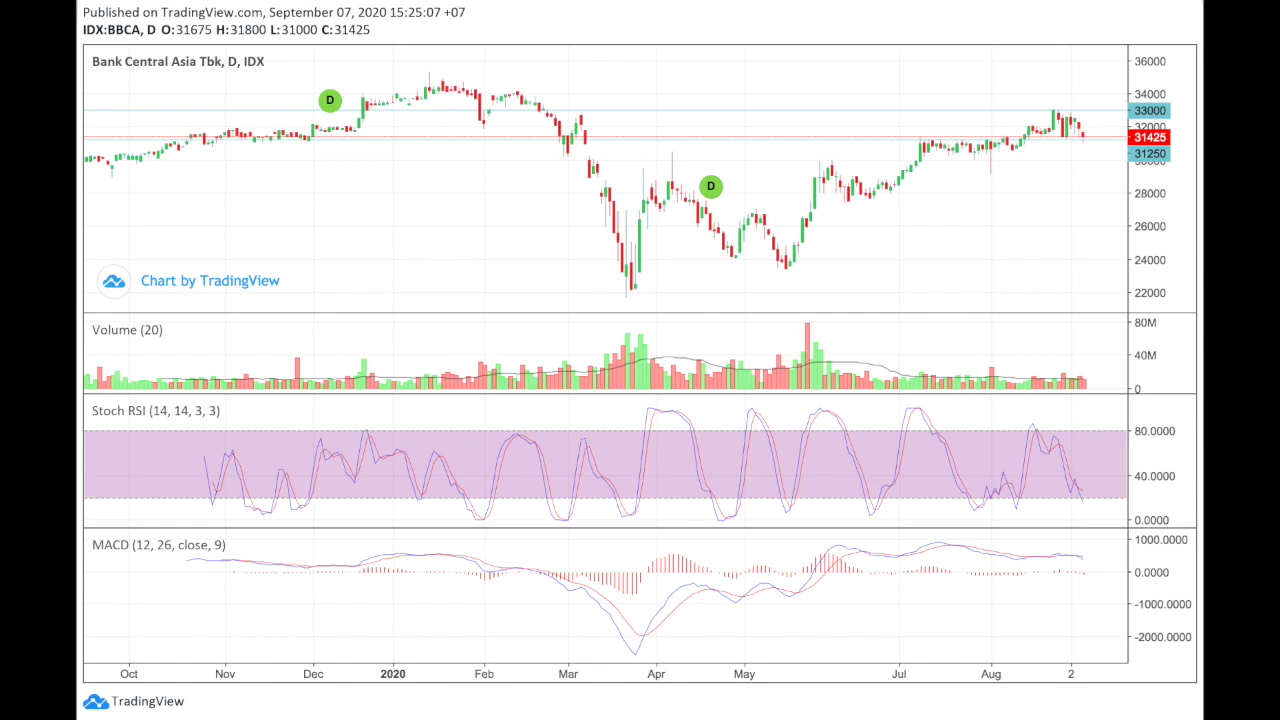 Published on TradingView.com, September 07, 2020 15:25:07 +07
IDX:BBCA, D O:31675 H:31800 L:31000 C:31425
Bank Central Asia Tbk, D, IDX
36000
34000
33000
32000
31425
31250
30000
28000
26000
24000
22000
D
D
Chart by TradingView
Volume (20)
80M
40M
0
Stoch RSI (14, 14, 3, 3)
80.0000
40.0000
0.0000
MACD (12, 26, close, 9)
1000.0000
0.0000
-1000.0000
-2000.0000
Oct Nov Dec 2020 Feb Mar Apr May Jul Aug 2
TradingView